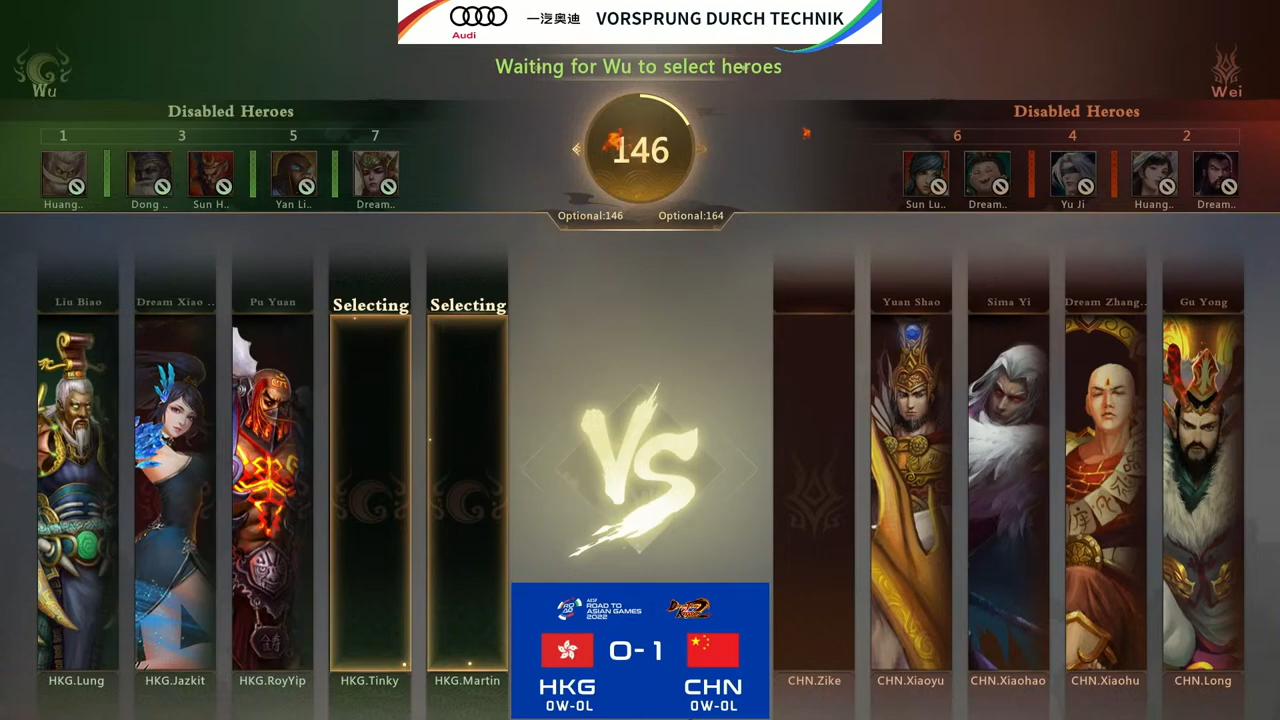 Audi
一汽奥迪
VORSPRUNG DURCH TECHNIK
Waiting for Wu to select heroes
Wu
Wei
Disabled Heroes
Disabled Heroes
1 3 5 7
146
6 4 2
Huang.. Dong .. Sun H.. Yan Li.. Dream..
Sun Lu.. Dream.. Yu Ji Huang.. Dream..
Optional:146 Optional:164
Liu Biao Dream Xiao .. Pu Yuan Selecting Selecting
Yuan Shao Sima Yi Dream Zhang.. Gu Yong
VS
AESF
ROAD TO
ASIAN GAMES
2022
0-1
HKG CHN
0W-0L 0W-0L
HKG.Lung HKG.Jazkit HKG.RoyYip HKG.Tinky HKG.Martin
CHN.Zike CHN.Xiaoyu CHN.Xiaohao CHN.Xiaohu CHN.Long